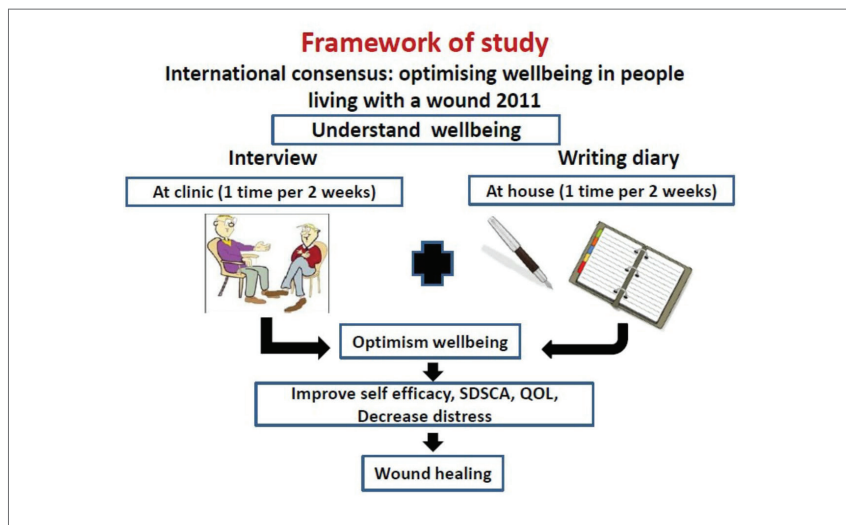 Framework of study
International consensus: optimising wellbeing in people
living with a wound 2011
Understand wellbeing
Interview
Writing diary
At clinic (1 time per 2 weeks)
At house (1 time per 2 weeks)
Optimism wellbeing
Improve self efficacy, SDSCA, QOL,
Decrease distress
Wound healing